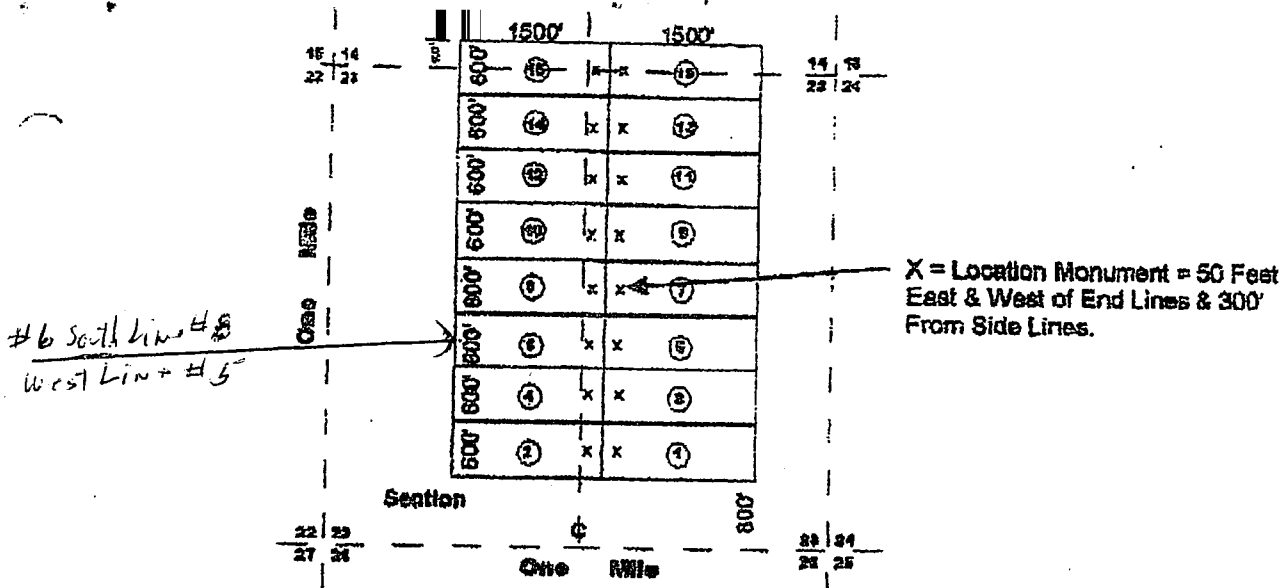 1500' 1500'
15 14
22 23
14 13
23 24
600' 16 x x 15
600' 14 x x 13
600' 12 x x 11
600' 10 x x 9
600' 8 x x 7
600' 6 x x 5
600' 4 x x 3
600' 2 x x 1
One Mile
X = Location Monument = 50 Feet
East & West of End Lines & 300'
From Side Lines.
#6 South Line #8
West Line #5
Section
800'
22 23
27 26
23 24
26 25
One Mile